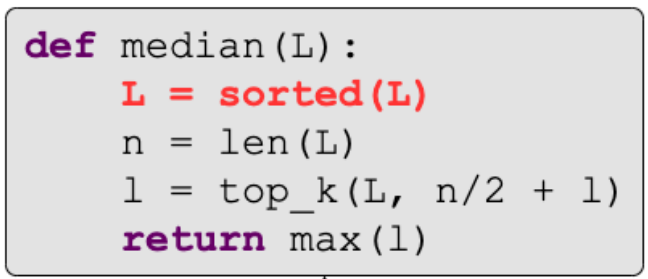 def median(L):
    L = sorted(L)
    n = len(L)
    l = top_k(L, n/2 + 1)
    return max(l)